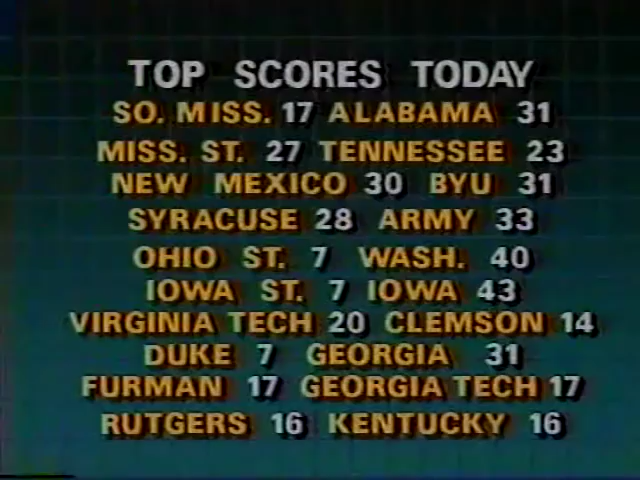 TOP SCORES TODAY
SO. MISS. 17 ALABAMA 31
MISS. ST. 27 TENNESSEE 23
NEW MEXICO 30 BYU 31
SYRACUSE 28 ARMY 33
OHIO ST. 7 WASH. 40
IOWA ST. 7 IOWA 43
VIRGINIA TECH 20 CLEMSON 14
DUKE 7 GEORGIA 31
FURMAN 17 GEORGIA TECH 17
RUTGERS 16 KENTUCKY 16